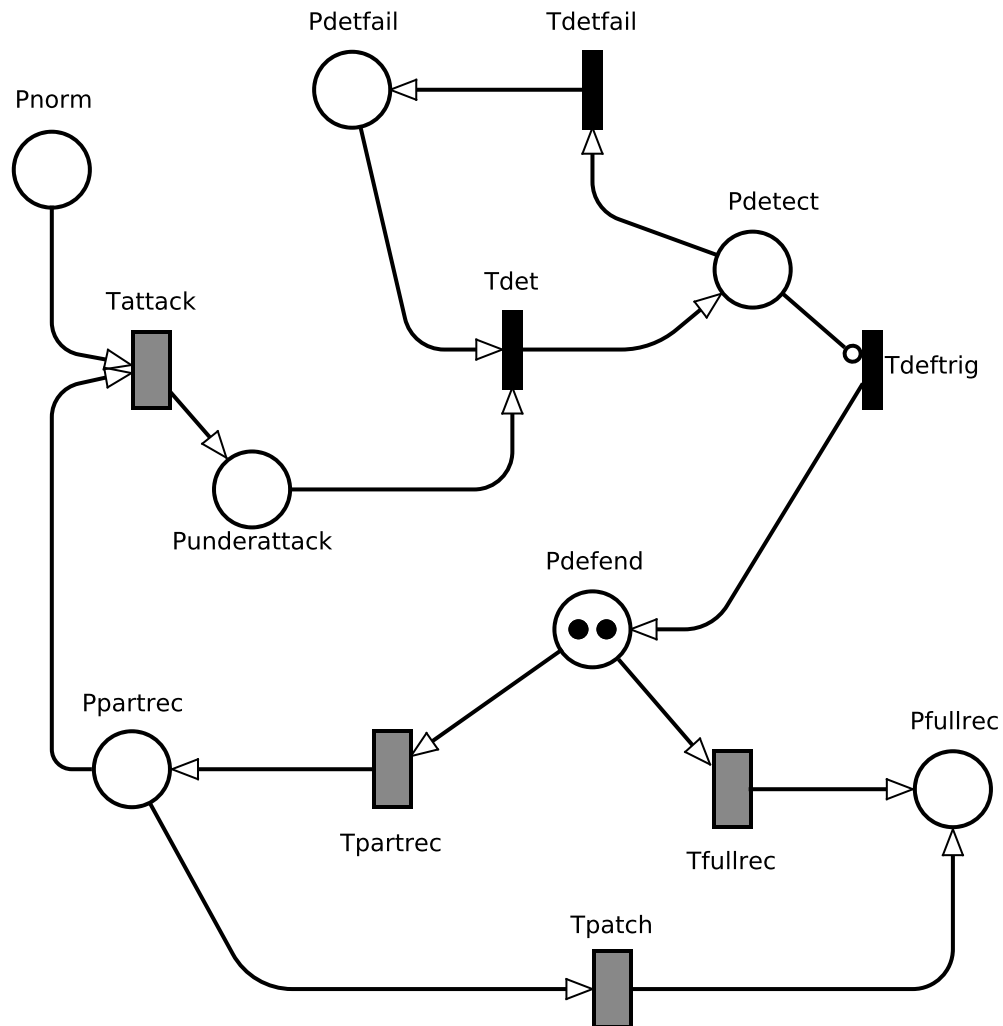 Pdetfail
Tdetfail
Pnorm
Pdetect
Tdet
Tattack
Tdeftrig
Punderattack
Pdefend
Ppartrec
Pfullrec
Tpartrec
Tfullrec
Tpatch